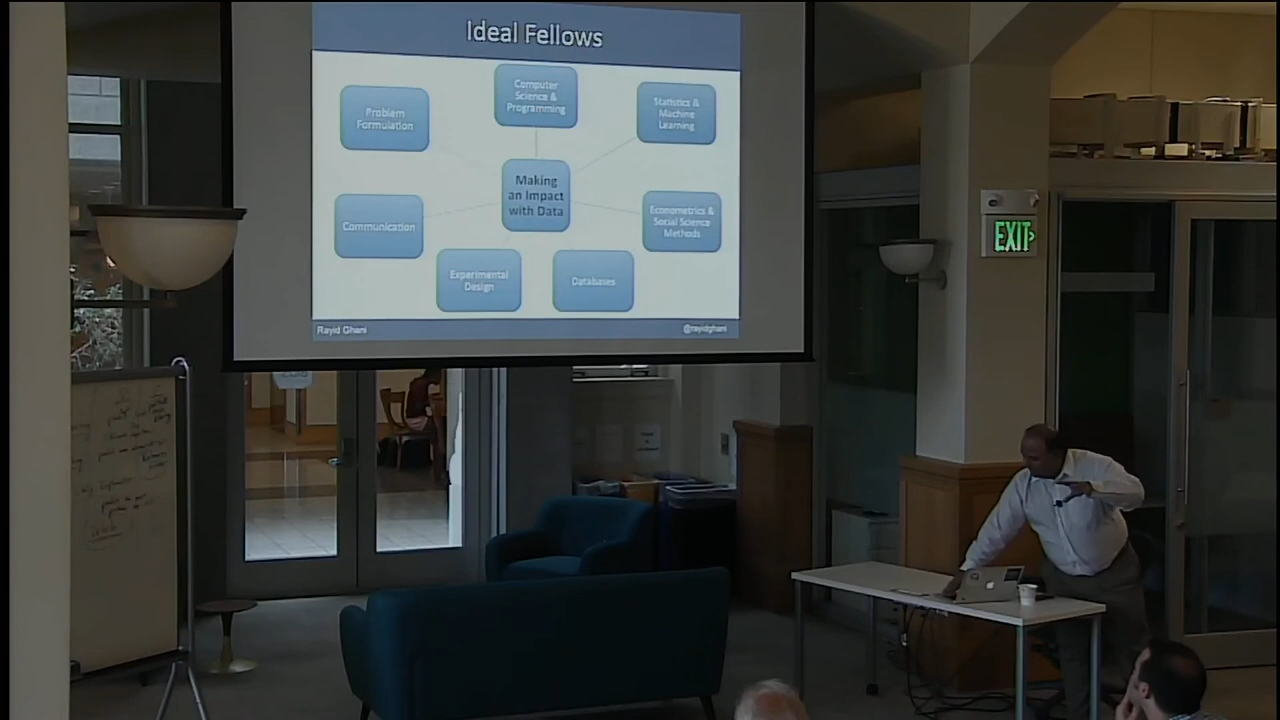 Ideal Fellows
Computer
Science &
Programming
Problem
Formulation
Statistics &
Machine
Learning
Making
an Impact
with Data
Communication
Econometrics &
Social Science
Methods
Experimental
Design
Databases
Rayid Ghani
@rayidghani
EXIT